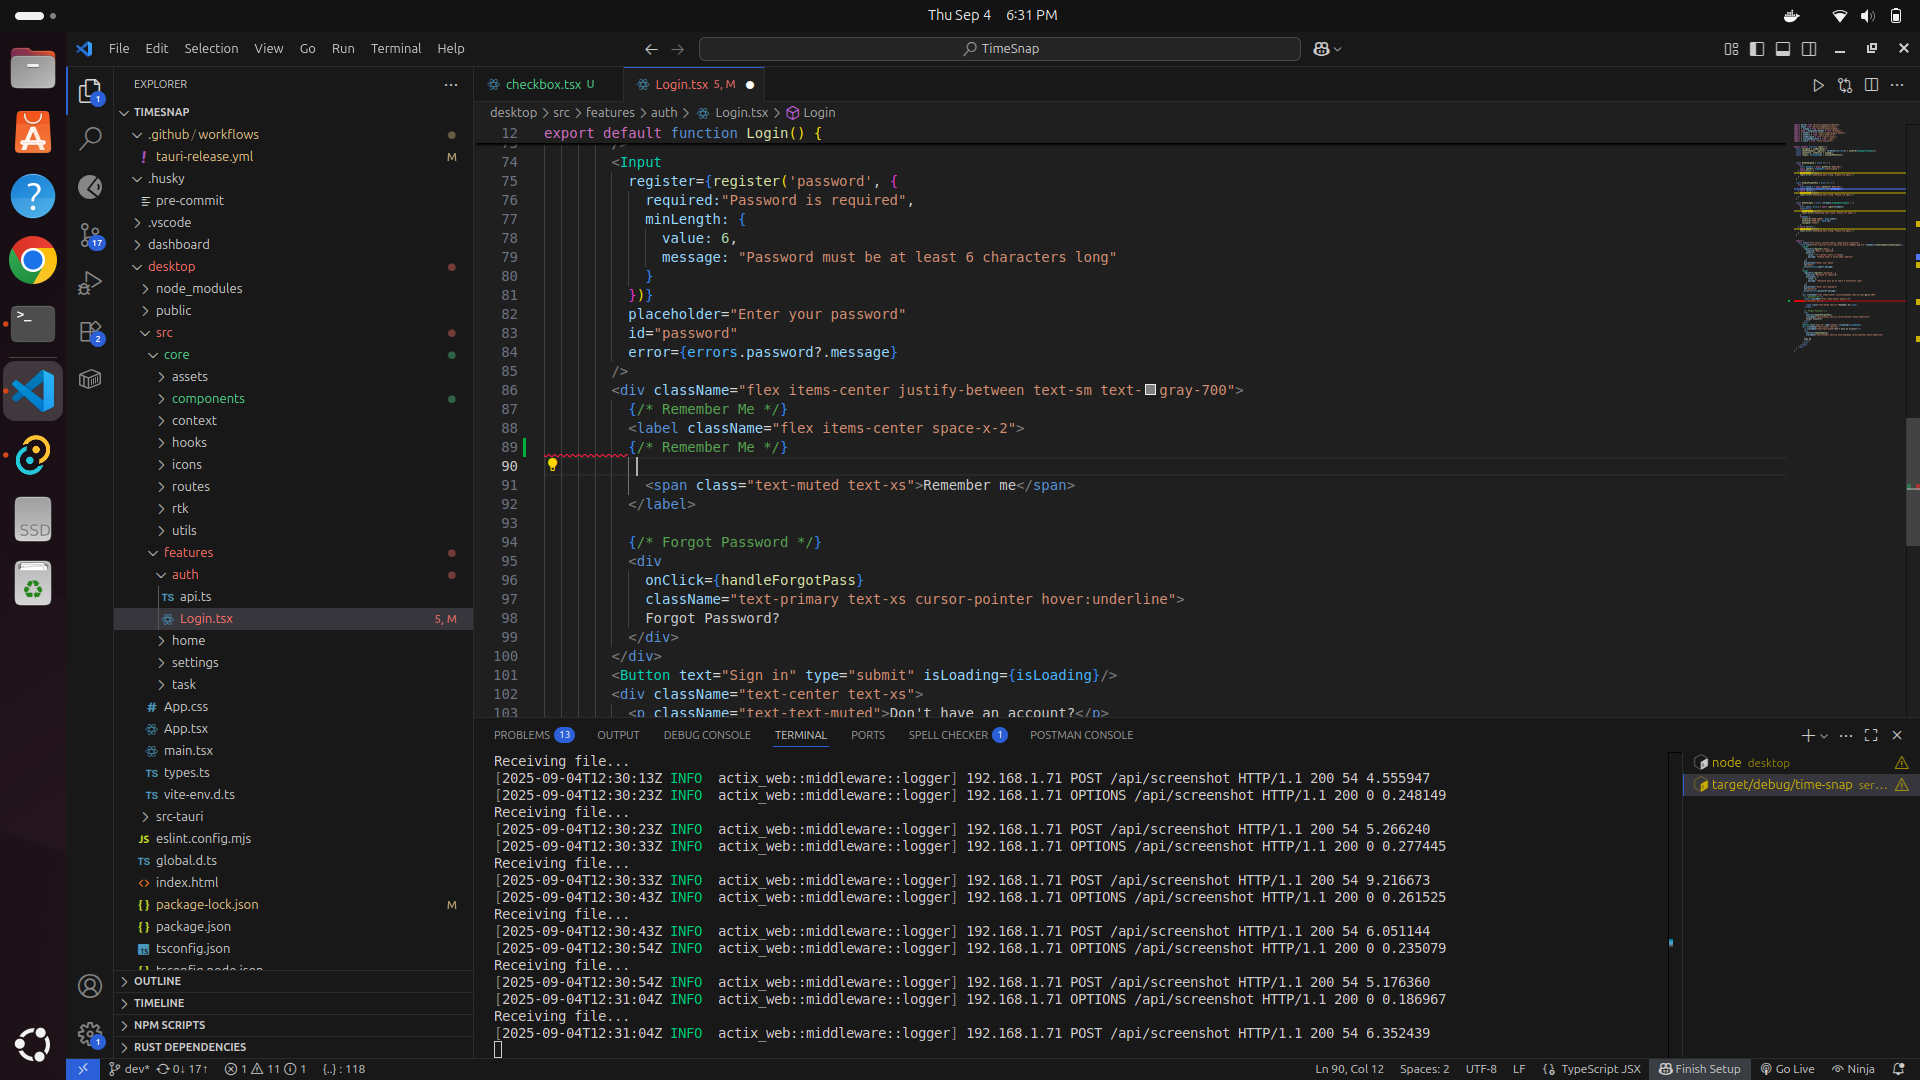 Thu Sep 4 6:31 PM
File Edit Selection View Go Run Terminal Help
TimeSnap
EXPLORER
TIMESNAP
.github/workflows
tauri-release.yml M
.husky
pre-commit
.vscode
dashboard
desktop
node_modules
public
src
core
assets
components
context
hooks
icons
routes
rtk
utils
features
auth
TS api.ts
Login.tsx 5, M
home
settings
task
# App.css
App.tsx
main.tsx
TS types.ts
TS vite-env.d.ts
src-tauri
JS eslint.config.mjs
TS global.d.ts
<> index.html
{} package-lock.json M
{} package.json
tsconfig.json
{} tsconfig.node.json
OUTLINE
TIMELINE
NPM SCRIPTS
RUST DEPENDENCIES
1
17
2
1
SSD
checkbox.tsx U
Login.tsx 5, M
desktop > src > features > auth > Login.tsx > Login
12 export default function Login() {
73 />
74 <Input
75 register={register('password', {
76 required:"Password is required",
77 minLength: {
78 value: 6,
79 message: "Password must be at least 6 characters long"
80 }
81 })}
82 placeholder="Enter your password"
83 id="password"
84 error={errors.password?.message}
85 />
86 <div className="flex items-center justify-between text-sm text-gray-700">
87 {/* Remember Me */}
88 <label className="flex items-center space-x-2">
89 {/* Remember Me */}
90
91 <span class="text-muted text-xs">Remember me</span>
92 </label>
93
94 {/* Forgot Password */}
95 <div
96 onClick={handleForgotPass}
97 className="text-primary text-xs cursor-pointer hover:underline">
98 Forgot Password?
99 </div>
100 </div>
101 <Button text="Sign in" type="submit" isLoading={isLoading}/>
102 <div className="text-center text-xs">
103 <p className="text-text-muted">Don't have an account?</p>
PROBLEMS 13 OUTPUT DEBUG CONSOLE TERMINAL PORTS SPELL CHECKER 1 POSTMAN CONSOLE
Receiving file...
[2025-09-04T12:30:13Z INFO actix_web::middleware::logger] 192.168.1.71 POST /api/screenshot HTTP/1.1 200 54 4.555947
[2025-09-04T12:30:23Z INFO actix_web::middleware::logger] 192.168.1.71 OPTIONS /api/screenshot HTTP/1.1 200 0 0.248149
Receiving file...
[2025-09-04T12:30:23Z INFO actix_web::middleware::logger] 192.168.1.71 POST /api/screenshot HTTP/1.1 200 54 5.266240
[2025-09-04T12:30:33Z INFO actix_web::middleware::logger] 192.168.1.71 OPTIONS /api/screenshot HTTP/1.1 200 0 0.277445
Receiving file...
[2025-09-04T12:30:33Z INFO actix_web::middleware::logger] 192.168.1.71 POST /api/screenshot HTTP/1.1 200 54 9.216673
[2025-09-04T12:30:43Z INFO actix_web::middleware::logger] 192.168.1.71 OPTIONS /api/screenshot HTTP/1.1 200 0 0.261525
Receiving file...
[2025-09-04T12:30:43Z INFO actix_web::middleware::logger] 192.168.1.71 POST /api/screenshot HTTP/1.1 200 54 6.051144
[2025-09-04T12:30:54Z INFO actix_web::middleware::logger] 192.168.1.71 OPTIONS /api/screenshot HTTP/1.1 200 0 0.235079
Receiving file...
[2025-09-04T12:30:54Z INFO actix_web::middleware::logger] 192.168.1.71 POST /api/screenshot HTTP/1.1 200 54 5.176360
[2025-09-04T12:31:04Z INFO actix_web::middleware::logger] 192.168.1.71 OPTIONS /api/screenshot HTTP/1.1 200 0 0.186967
Receiving file...
[2025-09-04T12:31:04Z INFO actix_web::middleware::logger] 192.168.1.71 POST /api/screenshot HTTP/1.1 200 54 6.352439
node desktop
target/debug/time-snap ser...
dev* 0↓ 17↑ 1 11 1 {..} : 118
Ln 90, Col 12 Spaces: 2 UTF-8 LF TypeScript JSX Finish Setup Go Live Ninja